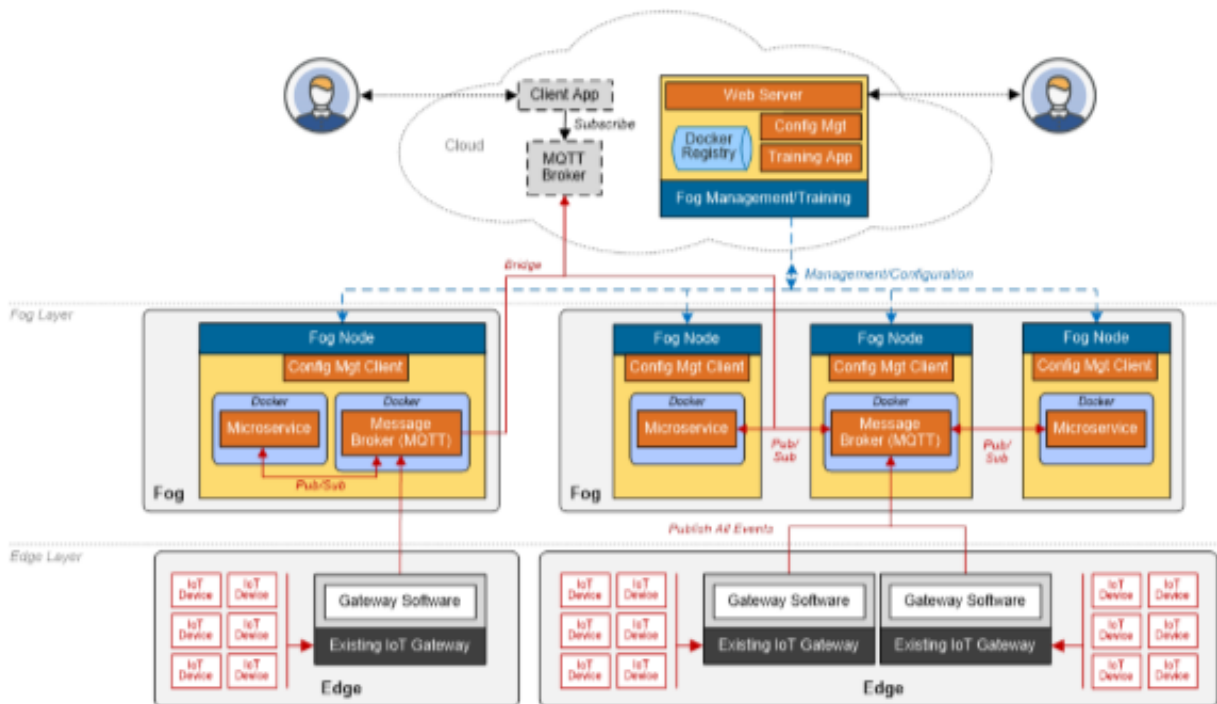 Client App
Subscribe
Cloud
MQTT
Broker
Web Server
Docker
Registry
Config Mgt
Training App
Fog Management/Training
Bridge
Management/Configuration
Fog Layer
Fog Node
Config Mgt Client
Docker
Microservice
Docker
Message
Broker (MQTT)
Pub/Sub
Fog
Fog Node
Config Mgt Client
Docker
Microservice
Pub/
Sub
Fog Node
Config Mgt Client
Docker
Message
Broker (MQTT)
Pub/
Sub
Fog Node
Config Mgt Client
Docker
Microservice
Fog
Publish All Events
Edge Layer
IoT
Device
IoT
Device
IoT
Device
IoT
Device
IoT
Device
IoT
Device
Gateway Software
Existing IoT Gateway
Edge
IoT
Device
IoT
Device
IoT
Device
IoT
Device
IoT
Device
IoT
Device
Gateway Software
Existing IoT Gateway
Gateway Software
Existing IoT Gateway
IoT
Device
IoT
Device
IoT
Device
IoT
Device
IoT
Device
IoT
Device
Edge